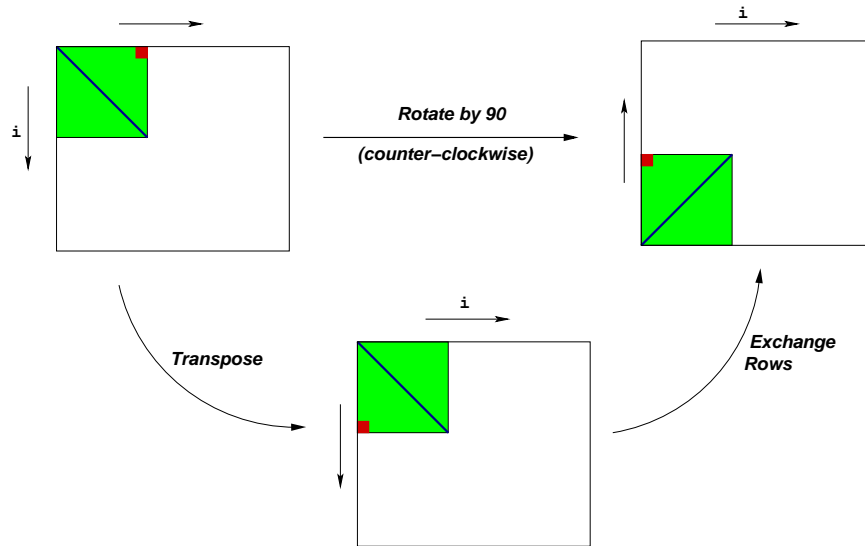 i
i
Rotate by 90
(counter–clockwise)
i
i
Transpose
Exchange
Rows